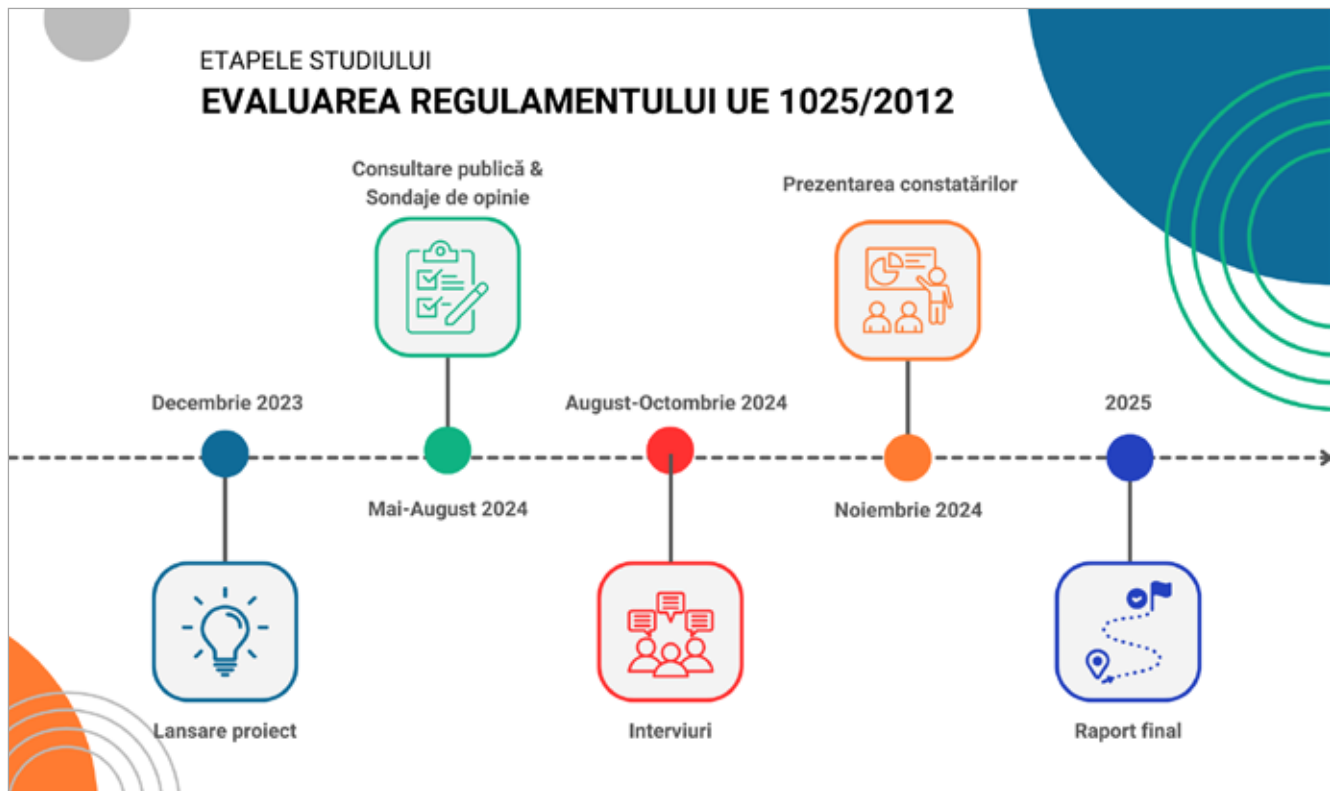 ETAPELE STUDIULUI
EVALUAREA REGULAMENTULUI UE 1025/2012
Consultare publică &
Sondaje de opinie
Prezentarea constatărilor
Decembrie 2023
August-Octombrie 2024
2025
Mai-August 2024
Noiembrie 2024
Lansare proiect
Interviuri
Raport final